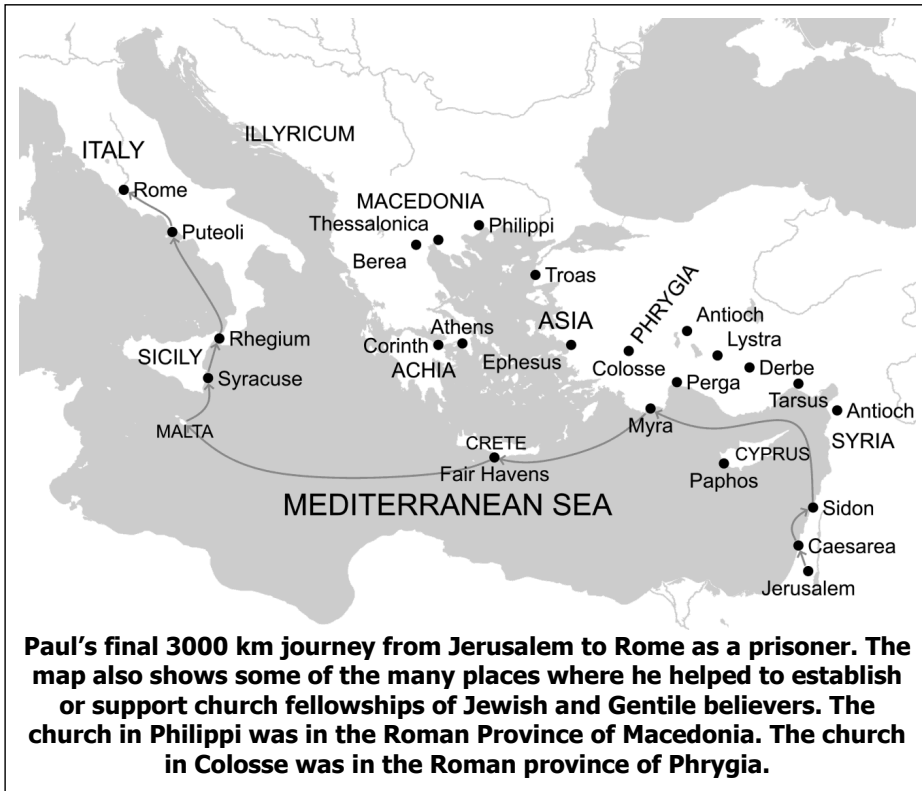 ILLYRICUM
ITALY
Rome
MACEDONIA
Thessalonica
Philippi
Puteoli
Berea
Troas
PHRYGIA
Antioch
ASIA
Athens
Lystra
Rhegium
Corinth
Ephesus
SICILY
ACHIA
Colosse
Derbe
Syracuse
Perga
Tarsus
Antioch
MALTA
Myra
SYRIA
CRETE
CYPRUS
Fair Havens
Paphos
MEDITERRANEAN SEA
Sidon
Caesarea
Jerusalem
Paul’s final 3000 km journey from Jerusalem to Rome as a prisoner. The
map also shows some of the many places where he helped to establish
or support church fellowships of Jewish and Gentile believers. The
church in Philippi was in the Roman Province of Macedonia. The church
in Colosse was in the Roman province of Phrygia.